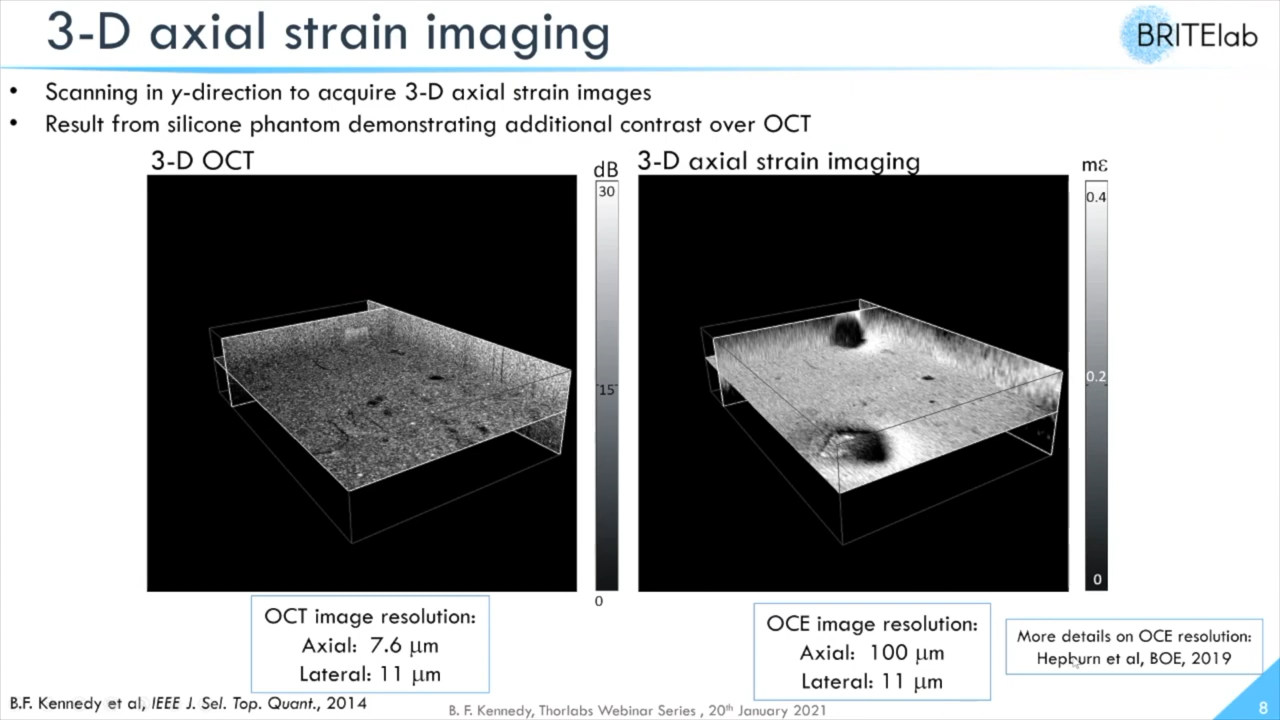 3-D axial strain imaging
BRITElab
• Scanning in y-direction to acquire 3-D axial strain images
• Result from silicone phantom demonstrating additional contrast over OCT
3-D OCT
dB
30
15
0
3-D axial strain imaging
mε
0.4
0.2
0
OCT image resolution:
Axial: 7.6 µm
Lateral: 11 µm
OCE image resolution:
Axial: 100 µm
Lateral: 11 µm
More details on OCE resolution:
Hepburn et al, BOE, 2019
B.F. Kennedy et al, IEEE J. Sel. Top. Quant., 2014
B. F. Kennedy, Thorlabs Webinar Series , 20th January 2021
8